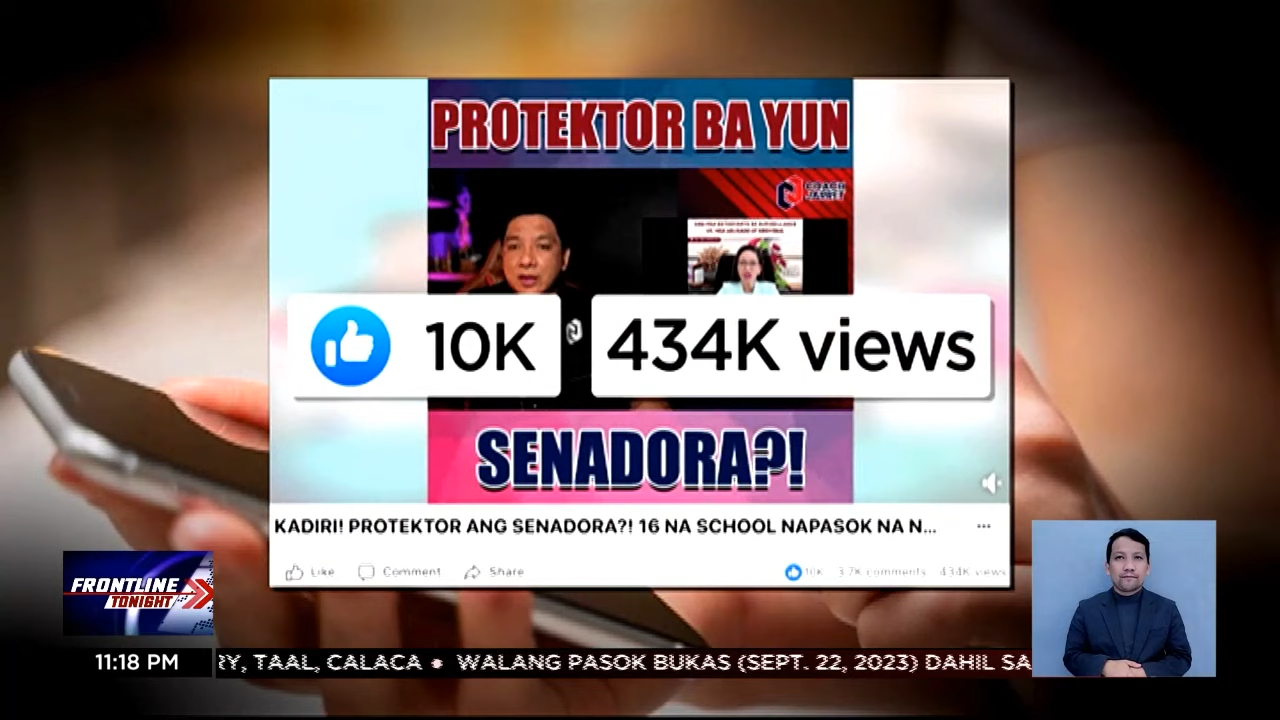 PROTEKTOR BA YUN
COACH
JARRET
10K
434K views
SENADORA?!
KADIRI! PROTEKTOR ANG SENADORA?! 16 NA SCHOOL NAPASOK NA N...
Like
Comment
Share
10K
3.7K comments
434K views
FRONTLINE
TONIGHT
11:18 PM
RY, TAAL, CALACA • WALANG PASOK BUKAS (SEPT. 22, 2023) DAHIL SA